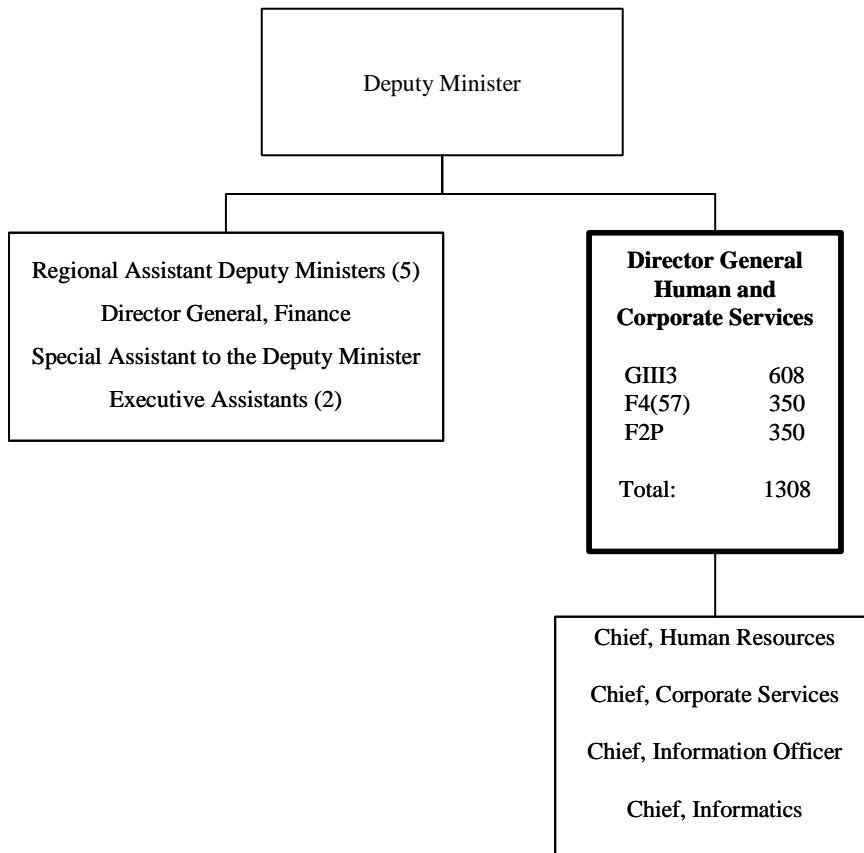 Deputy Minister
Regional Assistant Deputy Ministers (5)
Director General, Finance
Special Assistant to the Deputy Minister
Executive Assistants (2)
Director General
Human and
Corporate Services
GIII3 608
F4(57) 350
F2P 350
Total: 1308
Chief, Human Resources
Chief, Corporate Services
Chief, Information Officer
Chief, Informatics